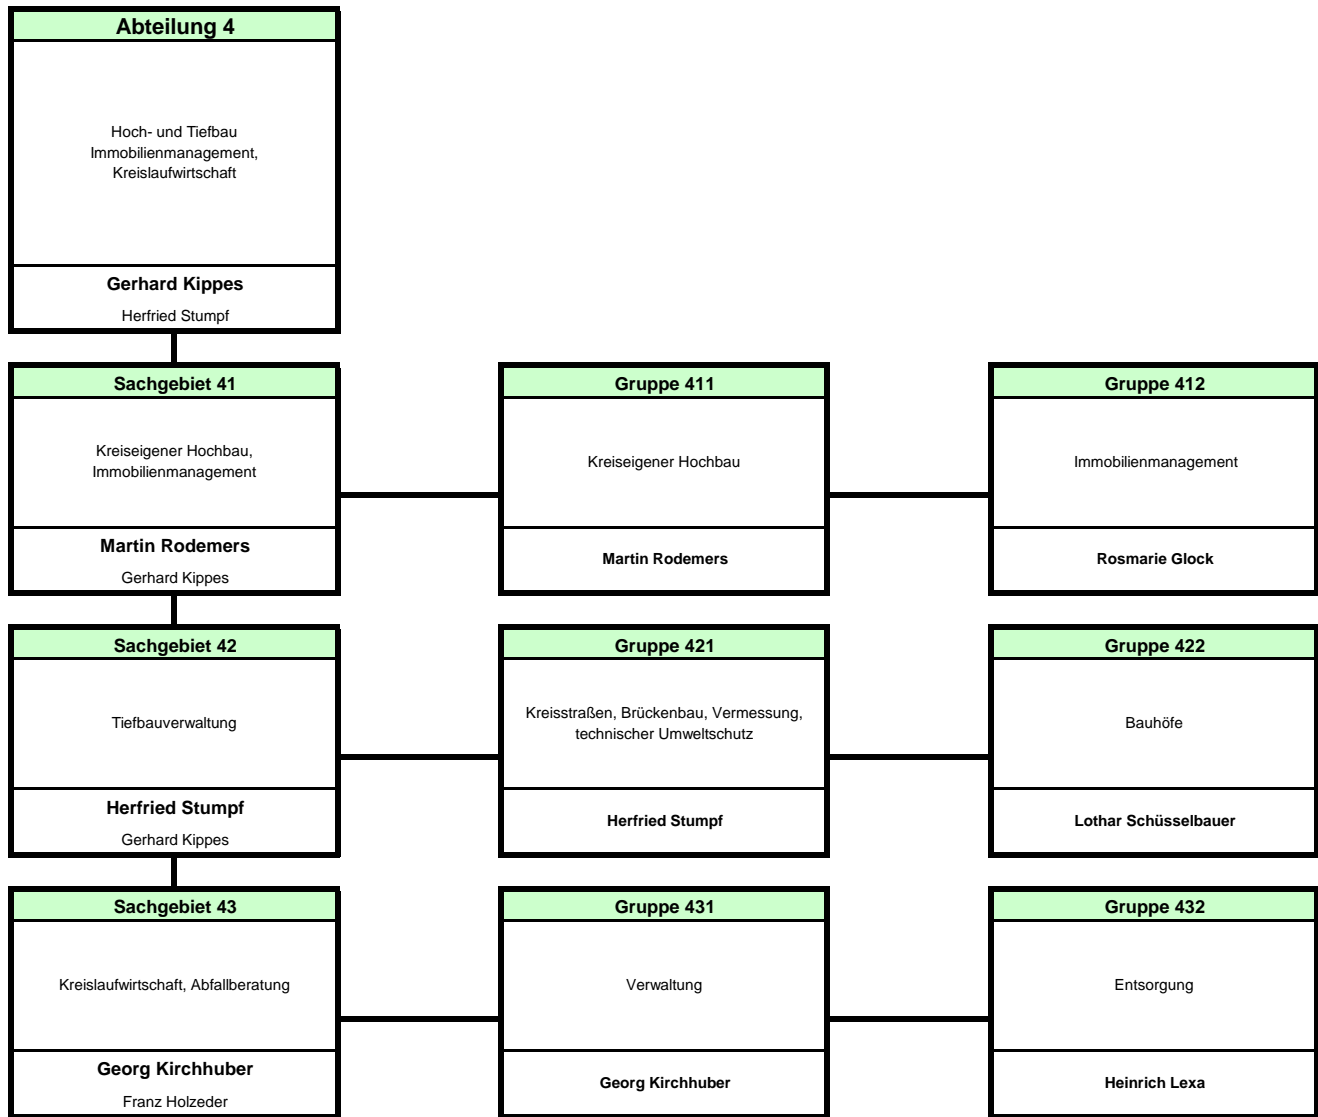 Abteilung 4
Hoch- und Tiefbau
Immobilienmanagement,
Kreislaufwirtschaft
Gerhard Kippes
Herfried Stumpf
Sachgebiet 41
Kreiseigener Hochbau,
Immobilienmanagement
Martin Rodemers
Gerhard Kippes
Gruppe 411
Kreiseigener Hochbau
Martin Rodemers
Gruppe 412
Immobilienmanagement
Rosmarie Glock
Sachgebiet 42
Tiefbauverwaltung
Herfried Stumpf
Gerhard Kippes
Gruppe 421
Kreisstraßen, Brückenbau, Vermessung,
technischer Umweltschutz
Herfried Stumpf
Gruppe 422
Bauhöfe
Lothar Schüsselbauer
Sachgebiet 43
Kreislaufwirtschaft, Abfallberatung
Georg Kirchhuber
Franz Holzeder
Gruppe 431
Verwaltung
Georg Kirchhuber
Gruppe 432
Entsorgung
Heinrich Lexa